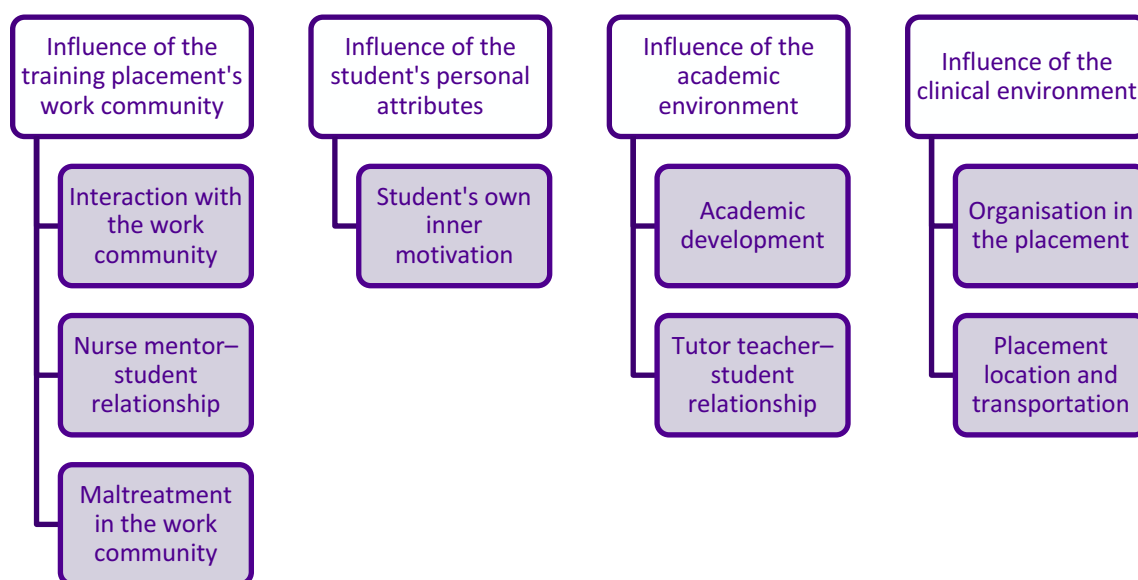 Influence of the
training placement's
work community
Interaction with
the work
community
Nurse mentor–
student
relationship
Maltreatment
in the work
community
Influence of the
student's personal
attributes
Student's own
inner
motivation
Influence of the
academic
environment
Academic
development
Tutor teacher–
student
relationship
Influence of the
clinical environment
Organisation in
the placement
Placement
location and
transportation